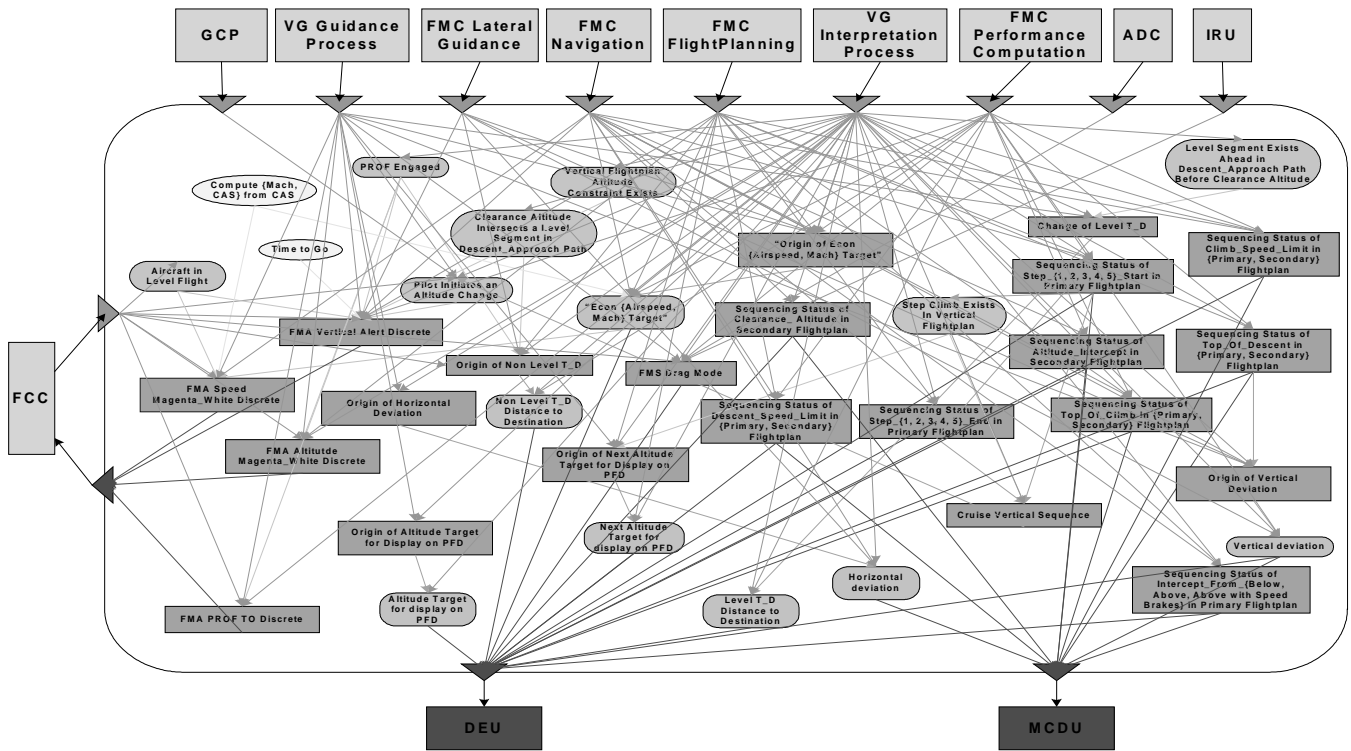 GCP
VG Guidance
Process
FMC Lateral
Guidance
FMC
Navigation
FMC
FlightPlanning
VG
Interpretation
Process
FMC
Performance
Computation
ADC
IRU
PROF Engaged
Vertical Flightplan
Altitude
Constraint Exists
Level Segment Exists
Ahead in
Descent_Approach Path
Before Clearance Altitude
Compute {Mach,
CAS} from CAS
Clearance Altitude
Intersects a Level
Segment in
Descent_Approach Path
Change of Level T_D
Time to Go
"Origin of Econ
{Airspeed, Mach} Target"
Sequencing Status of
Climb_Speed_Limit in
{Primary, Secondary}
Flightplan
Aircraft in
Level Flight
Sequencing Status of
Step_{1, 2, 3, 4, 5}_Start in
Primary Flightplan
Pilot Initiates an
Altitude Change
"Econ {Airspeed,
Mach} Target"
Sequencing Status of
Clearance_ Altitude in
Secondary Flightplan
Step Climb Exists
In Vertical
Flightplan
FMA Vertical Alert Discrete
Sequencing Status of
Altitude_Intercept in
Secondary Flightplan
Sequencing Status of
Top_Of_Descent in
{Primary, Secondary}
Flightplan
Origin of Non Level T_D
FMS Drag Mode
FCC
FMA Speed
Magenta_White Discrete
Origin of Horizontal
Deviation
Non Level T_D
Distance to
Destination
Sequencing Status of
Descent_Speed_Limit in
{Primary, Secondary}
Flightplan
Sequencing Status of
Step_{1, 2, 3, 4, 5}_End in
Primary Flightplan
Sequencing Status of
Top_Of_Climb in {Primary,
Secondary} Flightplan
FMA Altitutde
Magenta_White Discrete
Origin of Next Altitude
Target for Display on
PFD
Origin of Vertical
Deviation
Cruise Vertical Sequence
Origin of Altitude Target
for Display on PFD
Next Altitude
Target for
display on PFD
Vertical deviation
Horizontal
deviation
Sequencing Status of
Intercept_From_{Below,
Above, Above with Speed
Brakes} in Primary Flightplan
Altitude Target
for display on
PFD
Level T_D
Distance to
Destination
FMA PROF TO Discrete
DEU
MCDU